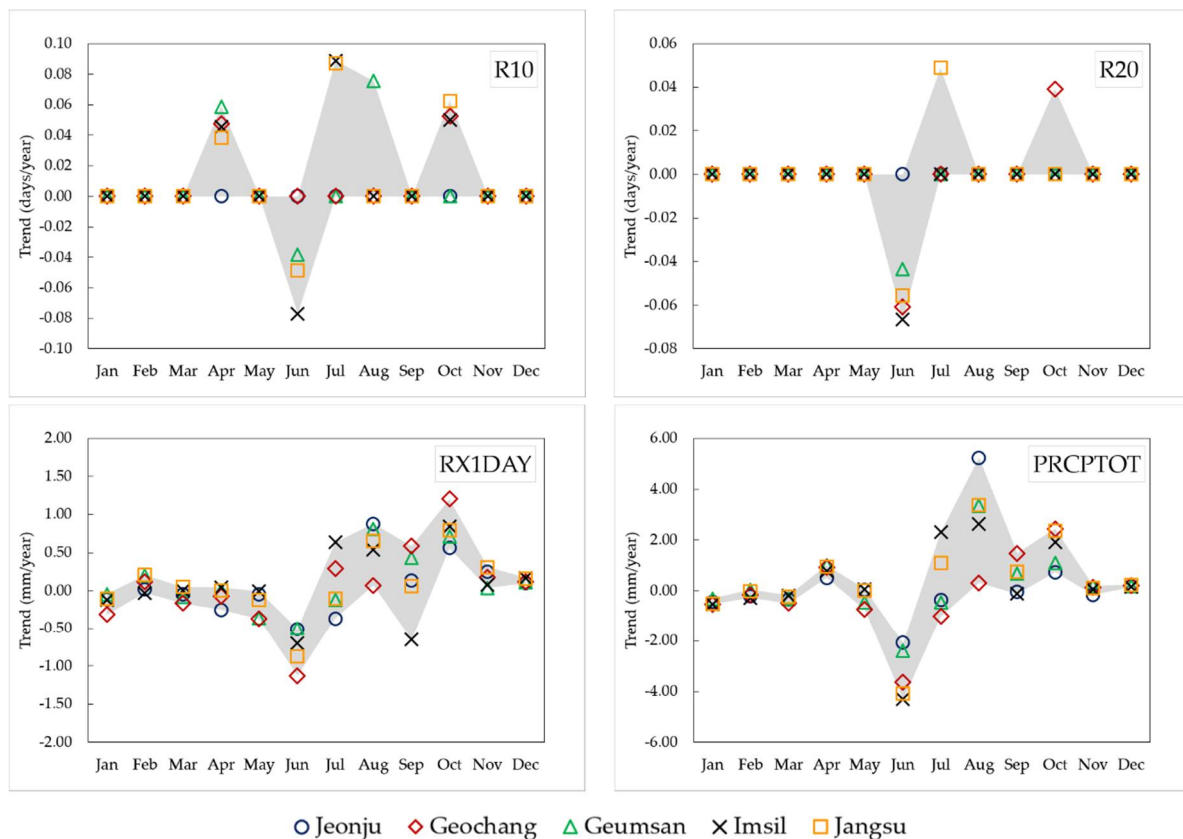 R10
Trend (days/year)
0.10
0.08
0.06
0.04
0.02
0.00
-0.02
-0.04
-0.06
-0.08
-0.10
Jan Feb Mar Apr May Jun Jul Aug Sep Oct Nov Dec
R20
Trend (days/year)
0.06
0.04
0.02
0.00
-0.02
-0.04
-0.06
-0.08
Jan Feb Mar Apr May Jun Jul Aug Sep Oct Nov Dec
RX1DAY
Trend (mm/year)
2.00
1.50
1.00
0.50
0.00
-0.50
-1.00
-1.50
-2.00
Jan Feb Mar Apr May Jun Jul Aug Sep Oct Nov Dec
PRCPTOT
Trend (mm/year)
6.00
4.00
2.00
0.00
-2.00
-4.00
-6.00
Jan Feb Mar Apr May Jun Jul Aug Sep Oct Nov Dec
Jeonju Geochang Geumsan Imsil Jangsu